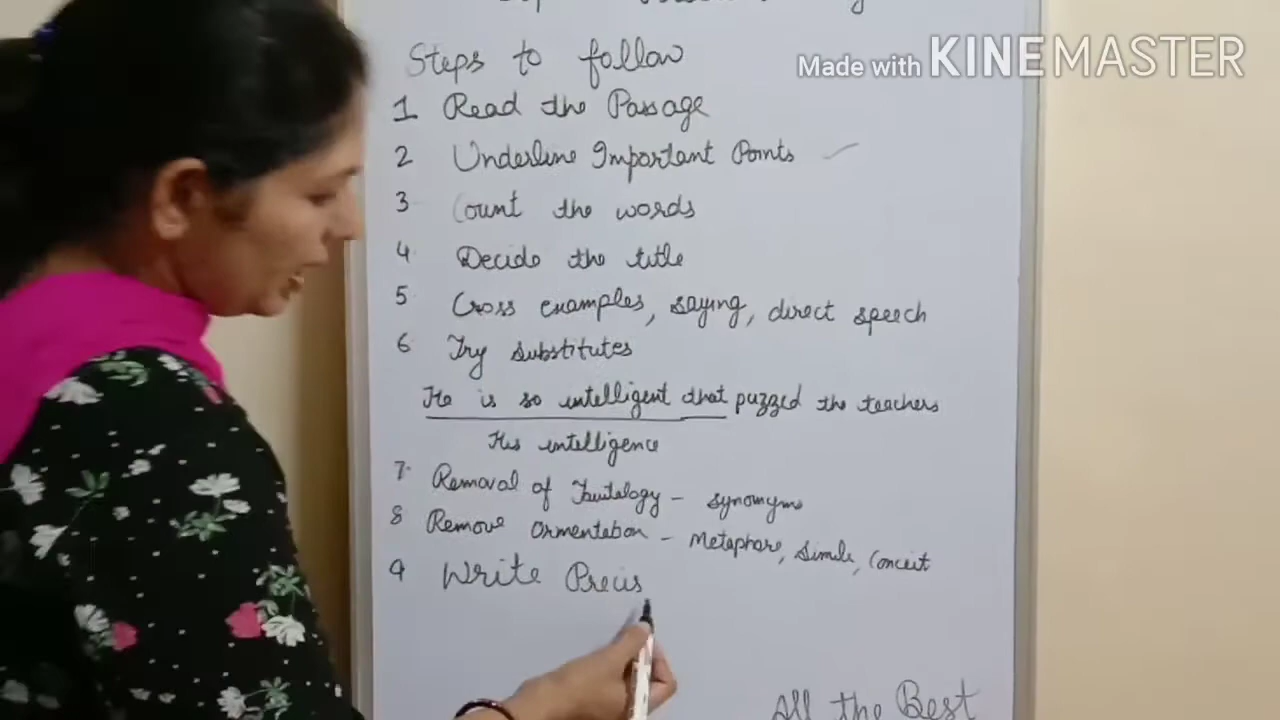 Made with KINEMASTER
Steps to follow
1 Read the Passage
2 Underline Important Points
3 Count the words
4. Decide the title
5 Cross examples, saying, direct speech
6 Try substitutes
He is so intelligent that puzzed the teachers
His intelligence
7. Removal of Tautology - synonyms
8 Remove Ormentation - Metaphore, Simile, Conceit
9 Write Precis
All the Best